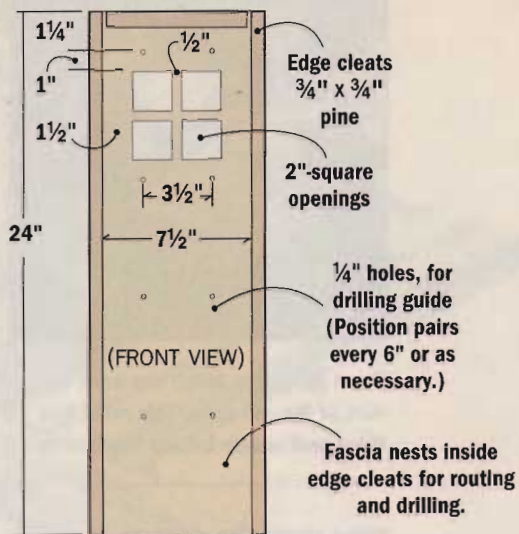 1¼"
½"
1"
1½"
Edge cleats
¾" x ¾"
pine
2"-square
openings
3½"
24"
7½"
¼" holes, for
drilling guide
(Position pairs
every 6" or as
necessary.)
(FRONT VIEW)
Fascia nests inside
edge cleats for routing
and drilling.